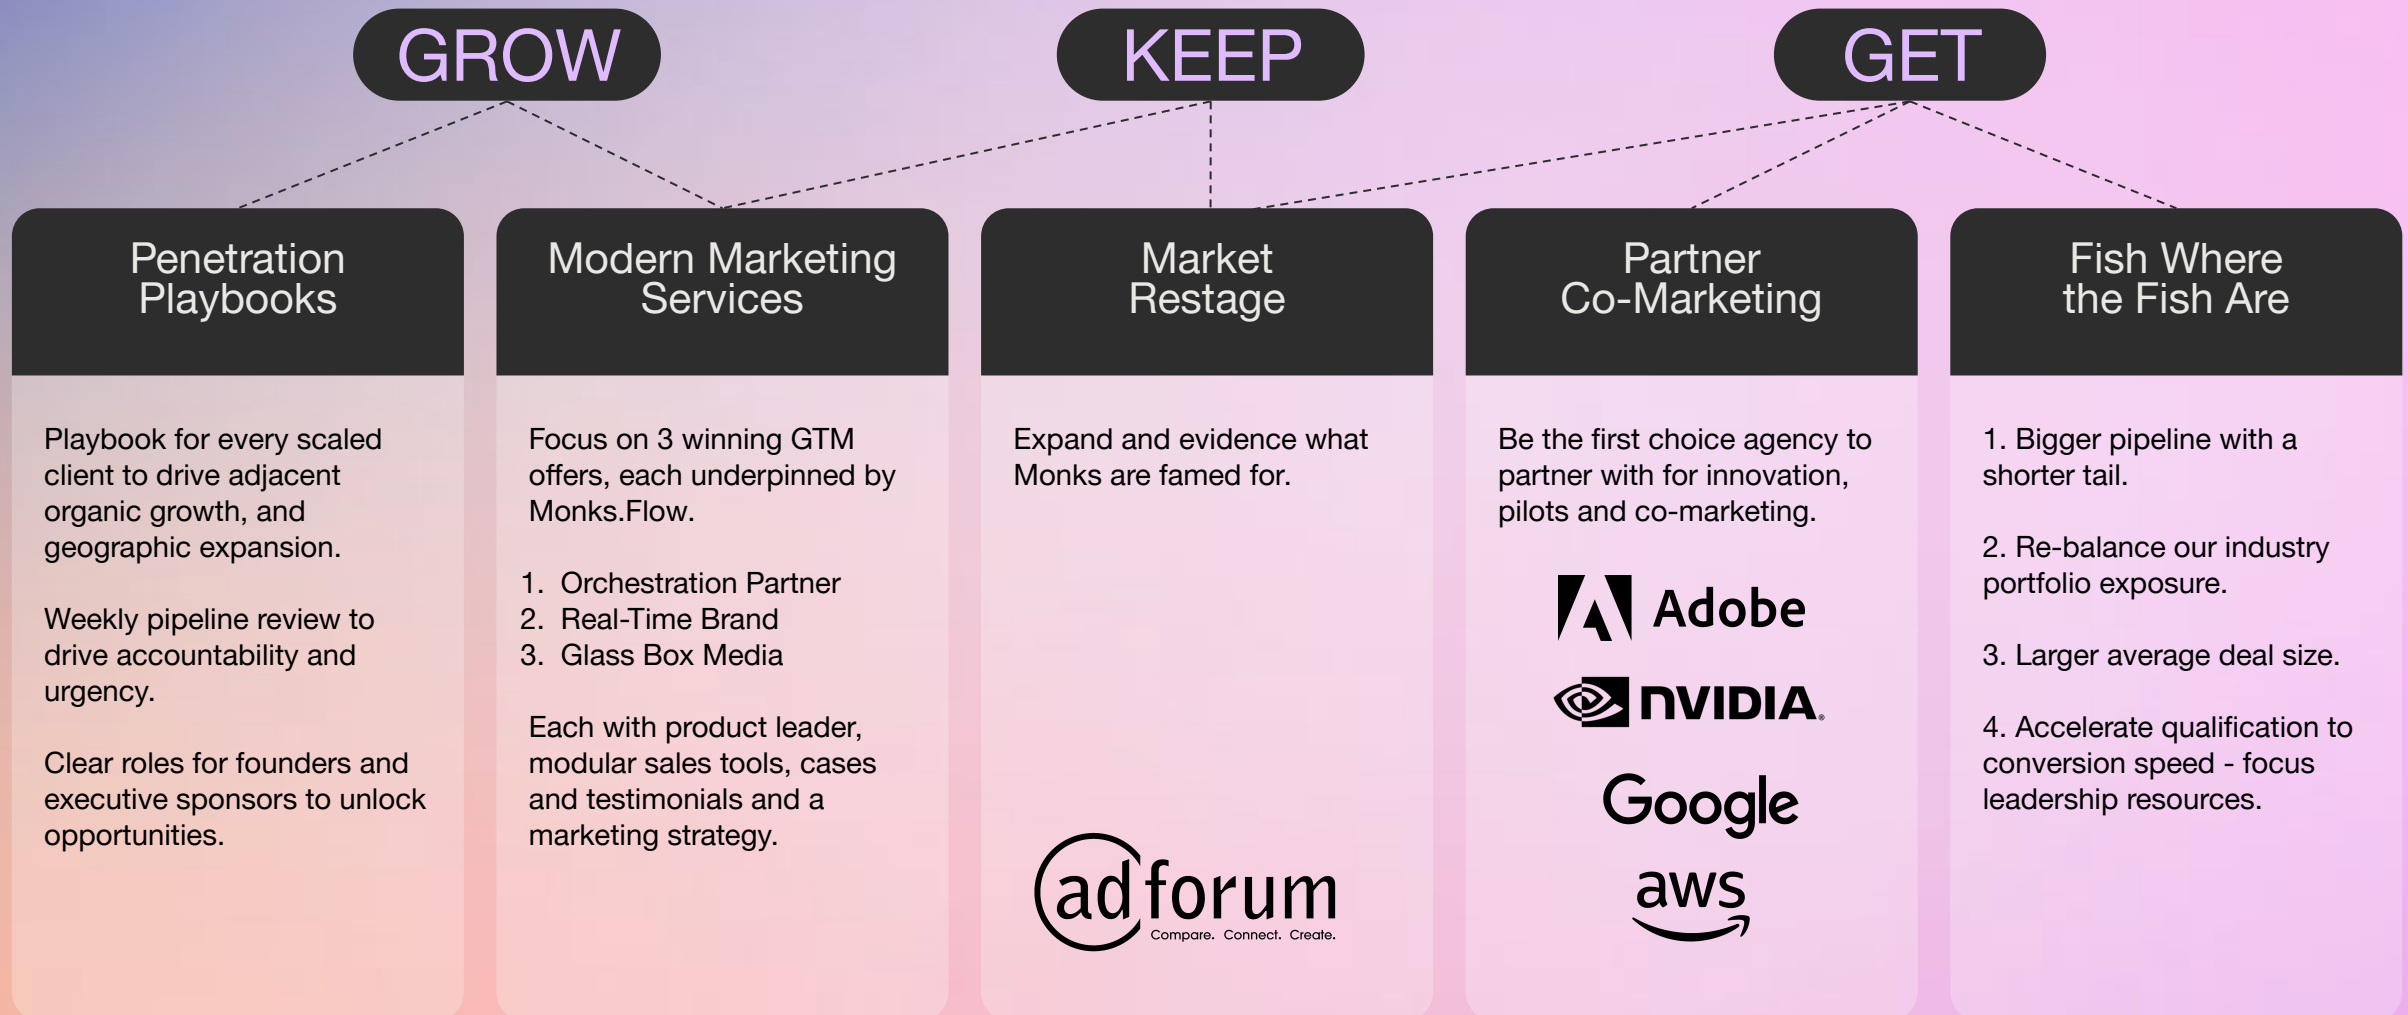 GROW
KEEP
GET
Penetration
Playbooks
Playbook for every scaled
client to drive adjacent
organic growth, and
geographic expansion.
Weekly pipeline review to
drive accountability and
urgency.
Clear roles for founders and
executive sponsors to unlock
opportunities.
Modern Marketing
Services
Focus on 3 winning GTM
offers, each underpinned by
Monks.Flow.
1. Orchestration Partner
2. Real-Time Brand
3. Glass Box Media
Each with product leader,
modular sales tools, cases
and testimonials and a
marketing strategy.
Market
Restage
Expand and evidence what
Monks are famed for.
adforum
Compare. Connect. Create.
Partner
Co-Marketing
Be the first choice agency to
partner with for innovation,
pilots and co-marketing.
Adobe
NVIDIA®
Google
aws
Fish Where
the Fish Are
1. Bigger pipeline with a
shorter tail.
2. Re-balance our industry
portfolio exposure.
3. Larger average deal size.
4. Accelerate qualification to
conversion speed - focus
leadership resources.